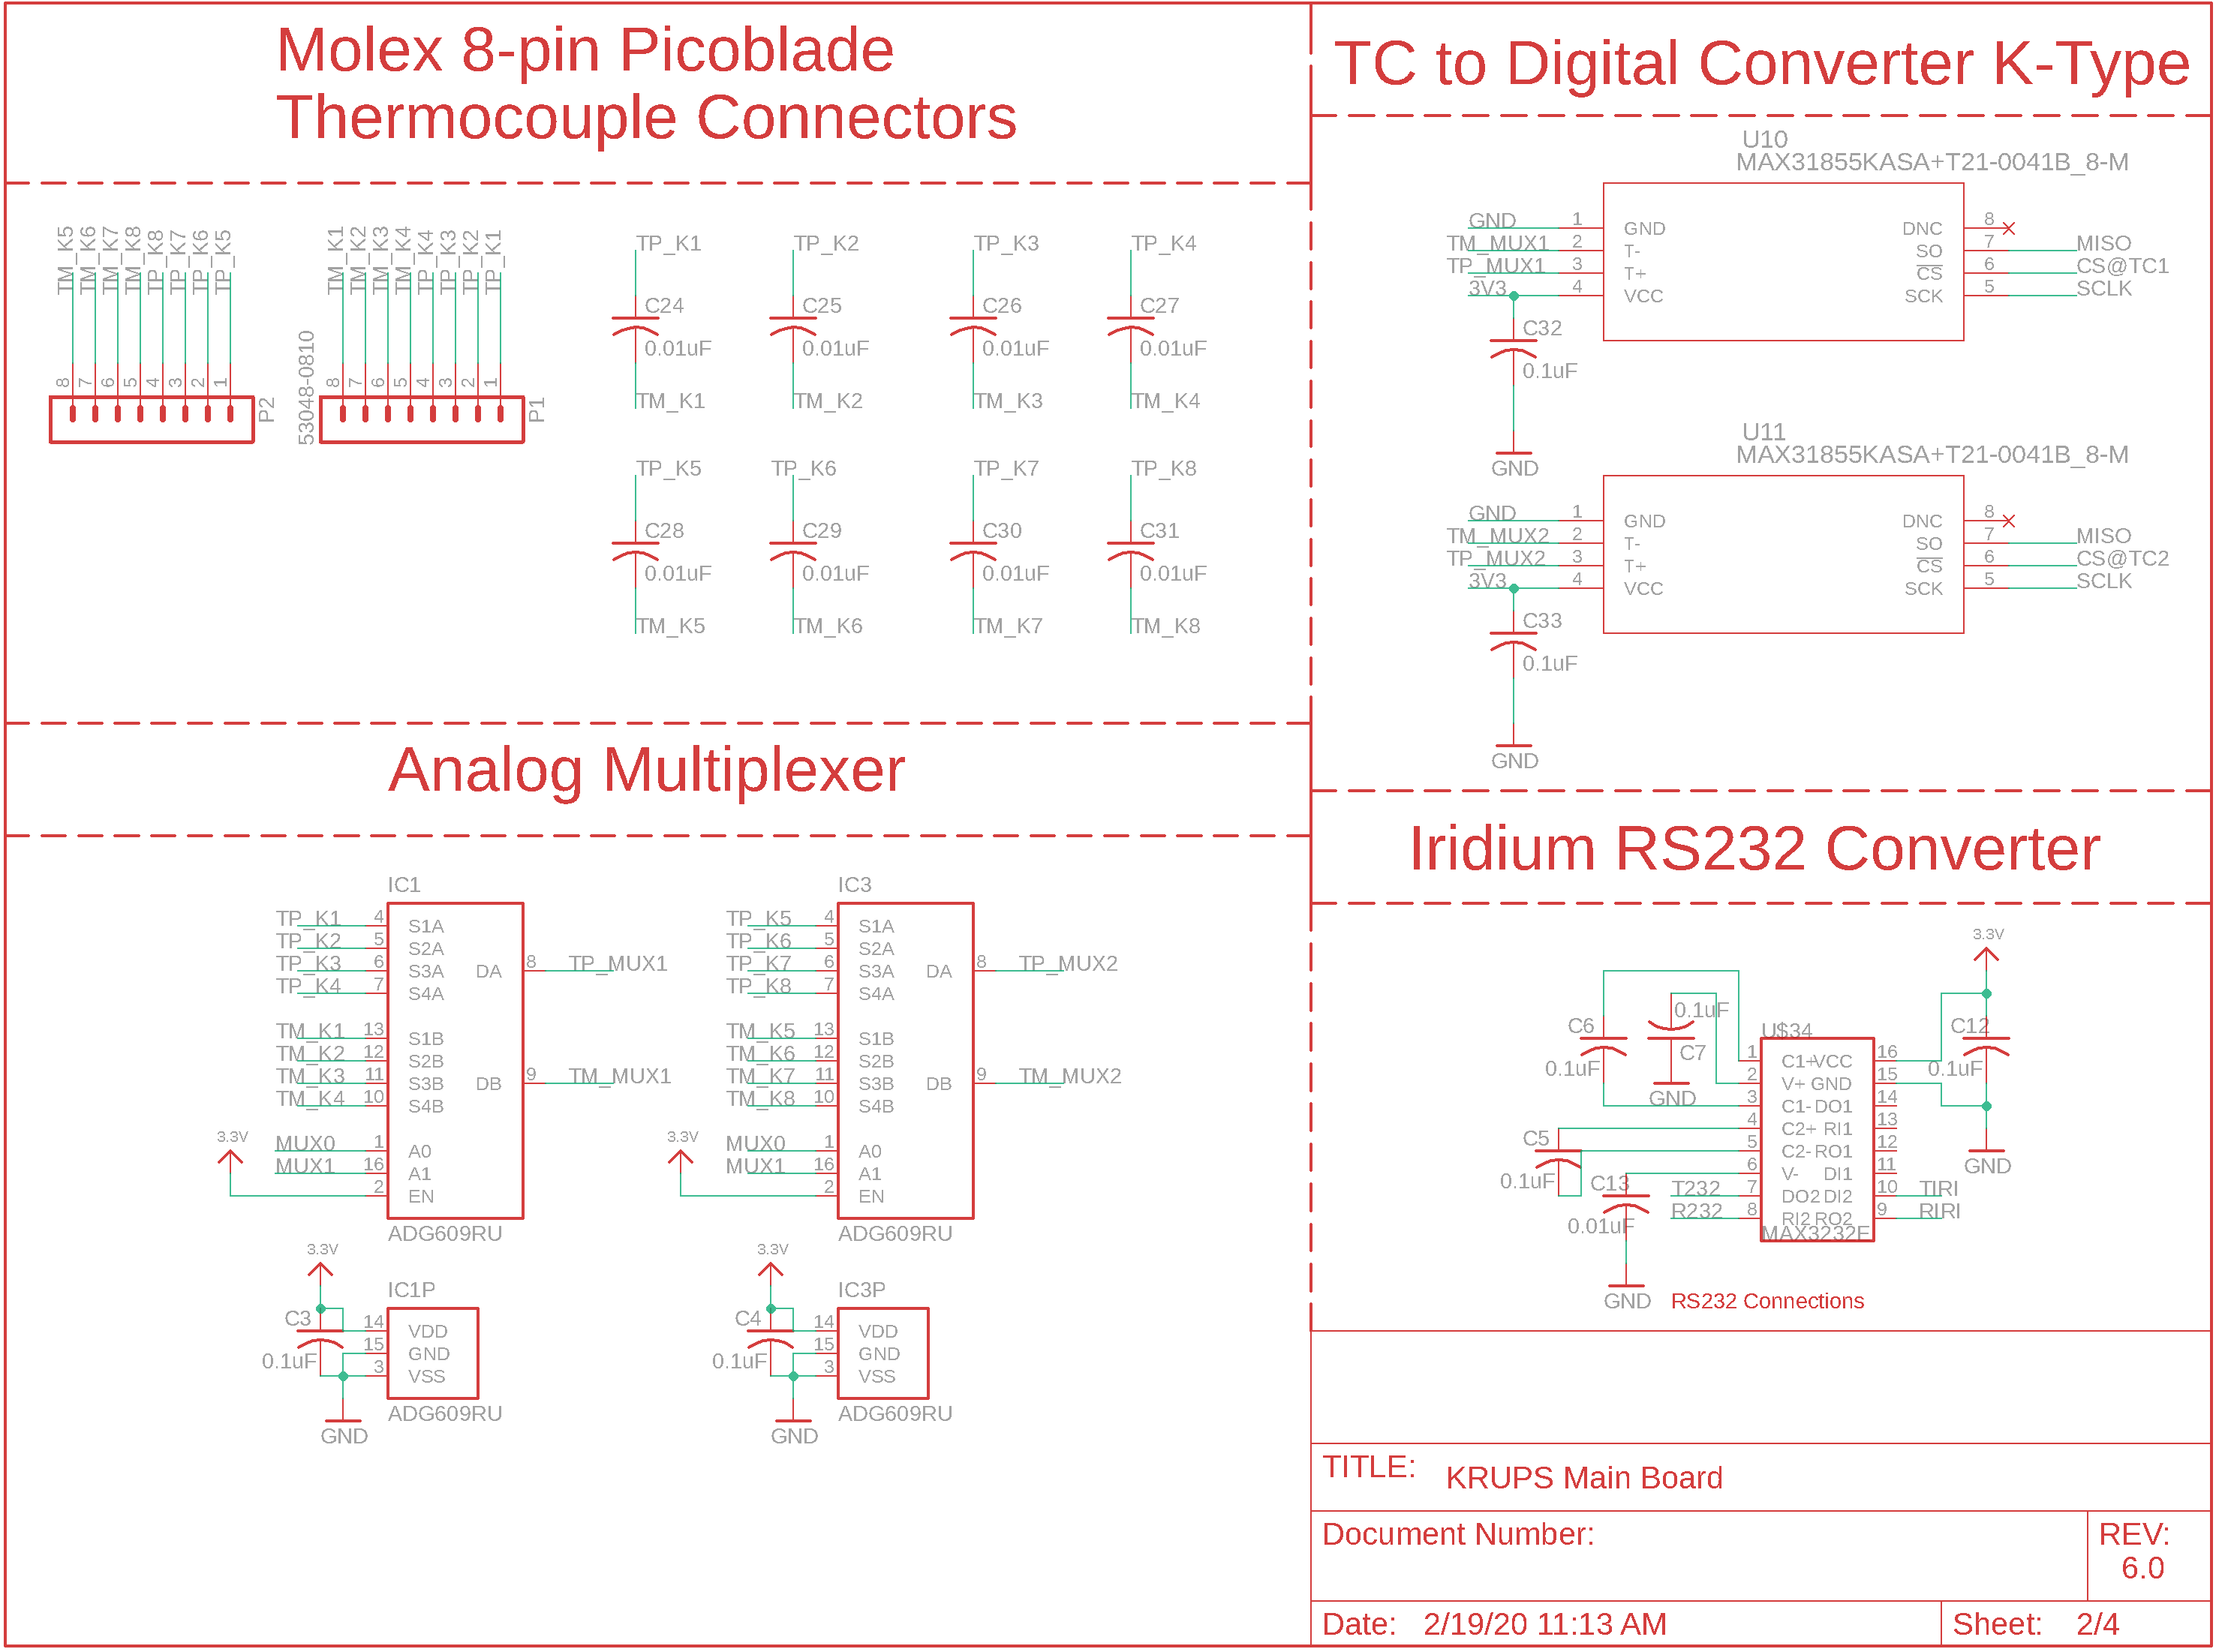 Molex 8-pin Picoblade
Thermocouple Connectors
TM_K5
TM_K6
TM_K7
TM_K8
TP_K8
TP_K7
TP_K6
TP_K5
8
7
6
5
4
3
2
1
P2
53048-0810
TM_K1
TM_K2
TM_K3
TM_K4
TP_K4
TP_K3
TP_K2
TP_K1
8
7
6
5
4
3
2
1
P1
TP_K1 TP_K2 TP_K3 TP_K4
C24 C25 C26 C27
0.01uF 0.01uF 0.01uF 0.01uF
TM_K1 TM_K2 TM_K3 TM_K4
TP_K5 TP_K6 TP_K7 TP_K8
C28 C29 C30 C31
0.01uF 0.01uF 0.01uF 0.01uF
TM_K5 TM_K6 TM_K7 TM_K8
TC to Digital Converter K-Type
U10
MAX31855KASA+T21-0041B_8-M
GND 1 GND DNC 8
TM_MUX1 2 T- SO 7 MISO
TP_MUX1 3 T+ CS 6 CS@TC1
3V3 4 VCC SCK 5 SCLK
C32
0.1uF
GND
U11
MAX31855KASA+T21-0041B_8-M
GND 1 GND DNC 8
TM_MUX2 2 T- SO 7 MISO
TP_MUX2 3 T+ CS 6 CS@TC2
3V3 4 VCC SCK 5 SCLK
C33
0.1uF
GND
Analog Multiplexer
IC1
TP_K1 4 S1A
TP_K2 5 S2A
TP_K3 6 S3A DA 8 TP_MUX1
TP_K4 7 S4A
TM_K1 13 S1B
TM_K2 12 S2B
TM_K3 11 S3B DB 9 TM_MUX1
TM_K4 10 S4B
3.3V
MUX0 1 A0
MUX1 16 A1
2 EN
ADG609RU
IC3
TP_K5 4 S1A
TP_K6 5 S2A
TP_K7 6 S3A DA 8 TP_MUX2
TP_K8 7 S4A
TM_K5 13 S1B
TM_K6 12 S2B
TM_K7 11 S3B DB 9 TM_MUX2
TM_K8 10 S4B
3.3V
MUX0 1 A0
MUX1 16 A1
2 EN
ADG609RU
3.3V
IC1P
C3 14 VDD
15 GND
0.1uF 3 VSS
ADG609RU
GND
3.3V
IC3P
C4 14 VDD
15 GND
0.1uF 3 VSS
ADG609RU
GND
Iridium RS232 Converter
3.3V
0.1uF
C6 U$34 C12
C7
0.1uF 0.1uF
GND
1 C1+ VCC 16
2 V+ GND 15
3 C1- DO1 14
4 C2+ RI1 13
5 C2- RO1 12
6 V- DI1 11
T232 7 DO2 DI2 10 TIRI
R232 8 RI2 RO2 9 RIRI
MAX3232E
C5
0.1uF
C13
0.01uF
GND
GND
RS232 Connections
TITLE: KRUPS Main Board
Document Number:
REV:
6.0
Date: 2/19/20 11:13 AM
Sheet: 2/4